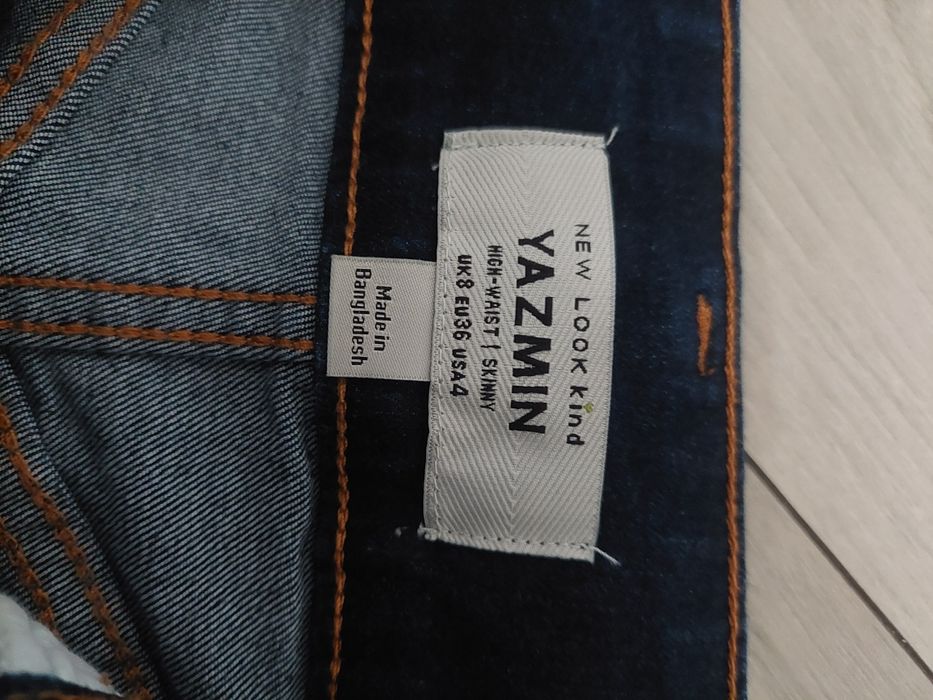 NEW LOOK kind
YAZMIN
HIGH-WAIST | SKINNY
UK8 EU36 USA4
Made in
Bangladesh